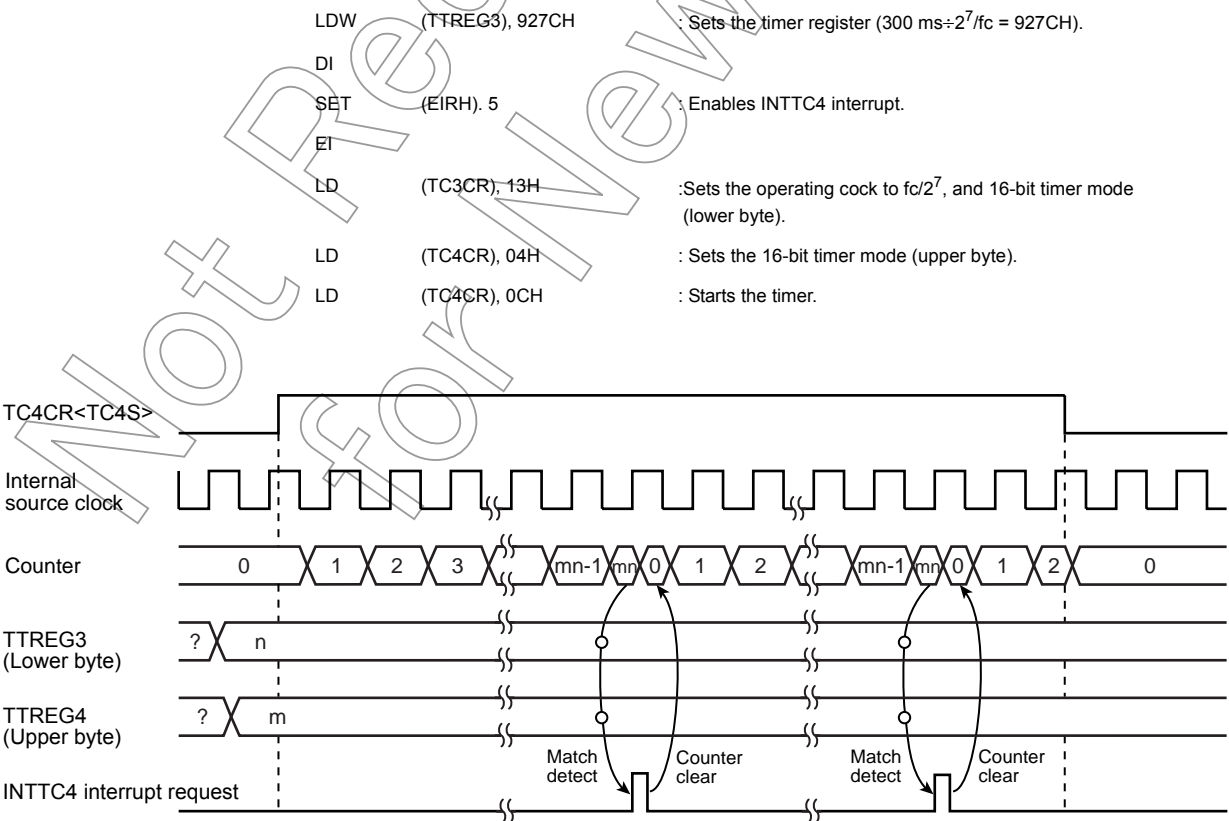 LDW (TTREG3), 927CH : Sets the timer register (300 ms÷2⁷/fc = 927CH).
DI
SET (EIRH). 5 : Enables INTTC4 interrupt.
EI
LD (TC3CR), 13H :Sets the operating cock to fc/2⁷, and 16-bit timer mode
(lower byte).
LD (TC4CR), 04H : Sets the 16-bit timer mode (upper byte).
LD (TC4CR), 0CH : Starts the timer.
TC4CR<TC4S>
Internal
source clock
Counter 0 1 2 3 mn-1 mn 0 1 2 mn-1 mn 0 1 2 0
TTREG3
(Lower byte) ? n
TTREG4
(Upper byte) ? m
Match
detect Counter
clear Match
detect Counter
clear
INTTC4 interrupt request
Not Re
for New